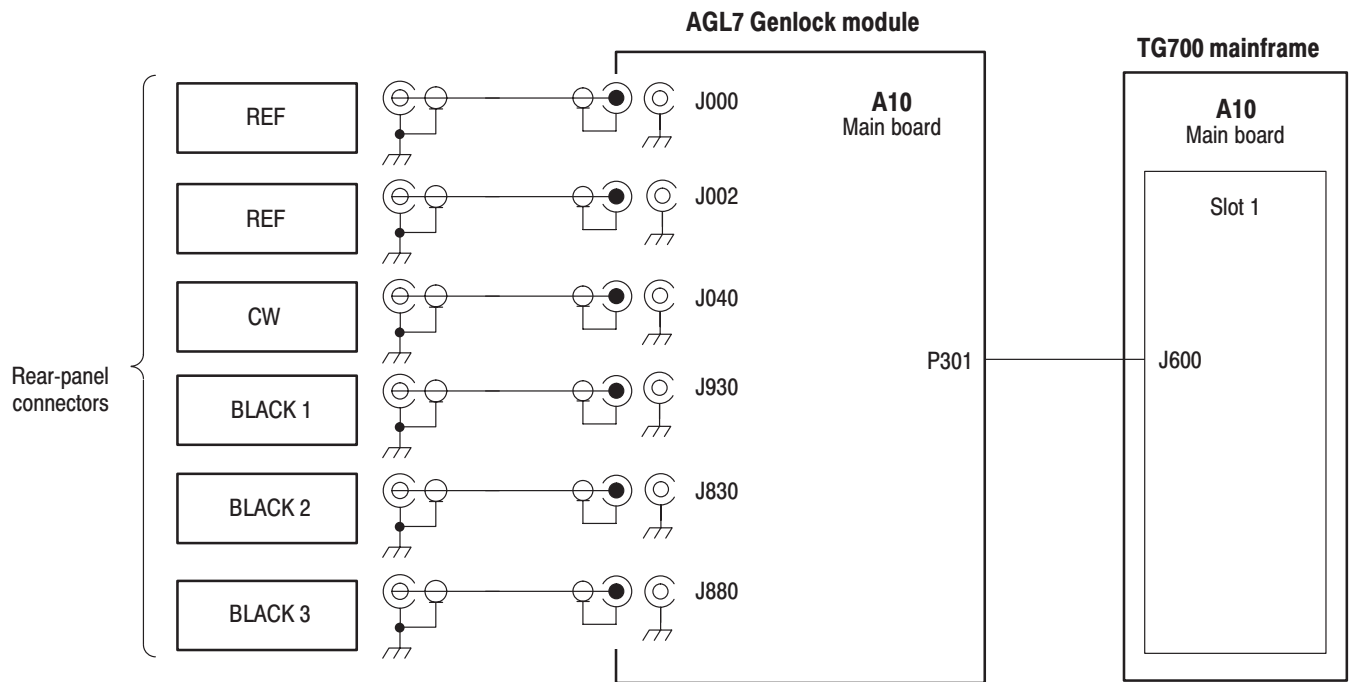 AGL7 Genlock module
TG700 mainframe
REF
J000
A10
Main board
A10
Main board
REF
J002
Slot 1
CW
J040
Rear-panel
connectors
P301
J600
BLACK 1
J930
BLACK 2
J830
BLACK 3
J880